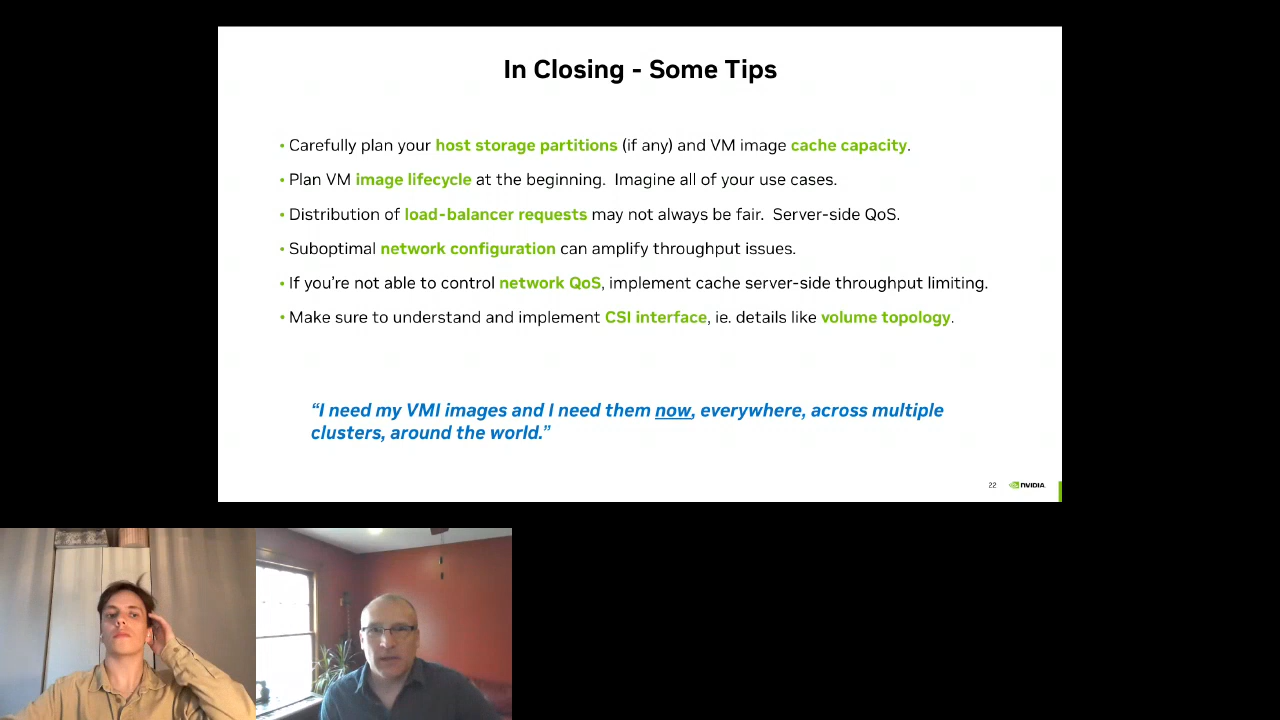 In Closing - Some Tips
• Carefully plan your host storage partitions (if any) and VM image cache capacity.
• Plan VM image lifecycle at the beginning.  Imagine all of your use cases.
• Distribution of load-balancer requests may not always be fair.  Server-side QoS.
• Suboptimal network configuration can amplify throughput issues.
• If you're not able to control network QoS, implement cache server-side throughput limiting.
• Make sure to understand and implement CSI interface, ie. details like volume topology.
“I need my VMI images and I need them now, everywhere, across multiple
clusters, around the world.”
22 NVIDIA